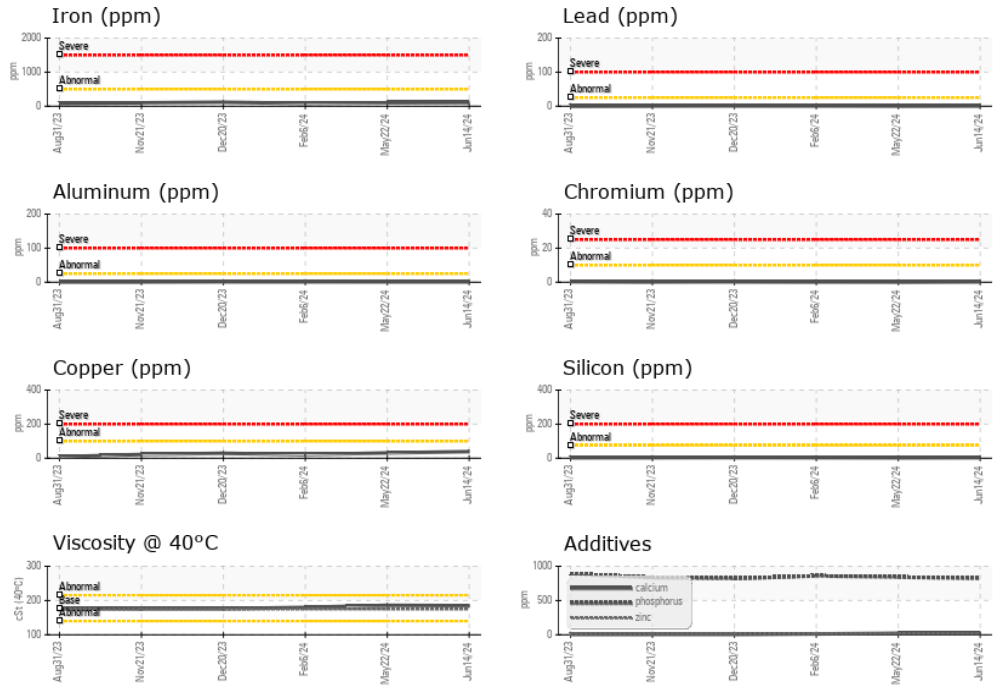 Iron (ppm)
2000
1000
0
ppm
Severe
Abnormal
Aug31/23
Nov21/23
Dec20/23
Feb6/24
May22/24
Jun14/24
Lead (ppm)
200
100
0
ppm
Severe
Abnormal
Aug31/23
Nov21/23
Dec20/23
Feb6/24
May22/24
Jun14/24
Aluminum (ppm)
200
100
0
ppm
Severe
Abnormal
Aug31/23
Nov21/23
Dec20/23
Feb6/24
May22/24
Jun14/24
Chromium (ppm)
40
20
0
ppm
Severe
Abnormal
Aug31/23
Nov21/23
Dec20/23
Feb6/24
May22/24
Jun14/24
Copper (ppm)
400
200
0
ppm
Severe
Abnormal
Aug31/23
Nov21/23
Dec20/23
Feb6/24
May22/24
Jun14/24
Silicon (ppm)
400
200
0
ppm
Severe
Abnormal
Aug31/23
Nov21/23
Dec20/23
Feb6/24
May22/24
Jun14/24
Viscosity @ 40°C
300
200
100
cSt (40°C)
Abnormal
Base
Abnormal
Aug31/23
Nov21/23
Dec20/23
Feb6/24
May22/24
Jun14/24
Additives
1000
500
0
ppm
calcium
phosphorus
zinc
Aug31/23
Nov21/23
Dec20/23
Feb6/24
May22/24
Jun14/24